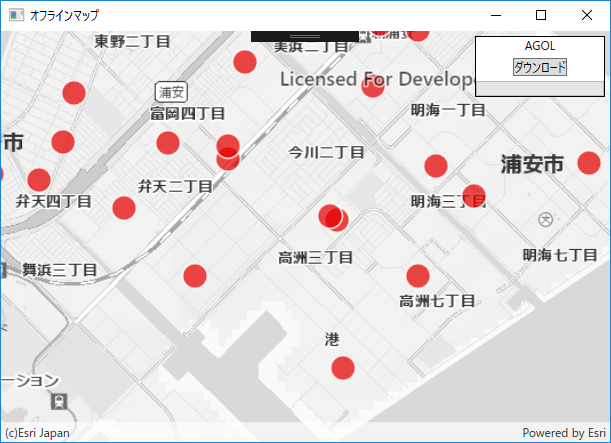 オフラインマップ
東野二丁目
美浜二丁目
AGOL
ダウンロード
Licensed For Develope
浦安
富岡四丁目
明海一丁目
市
今川二丁目
浦安市
弁天二丁目
弁天四丁目
明海三丁目
舞浜三丁目
高洲三丁目
明海七丁目
高洲七丁目
港
ーション
(c)Esri Japan
Powered by Esri